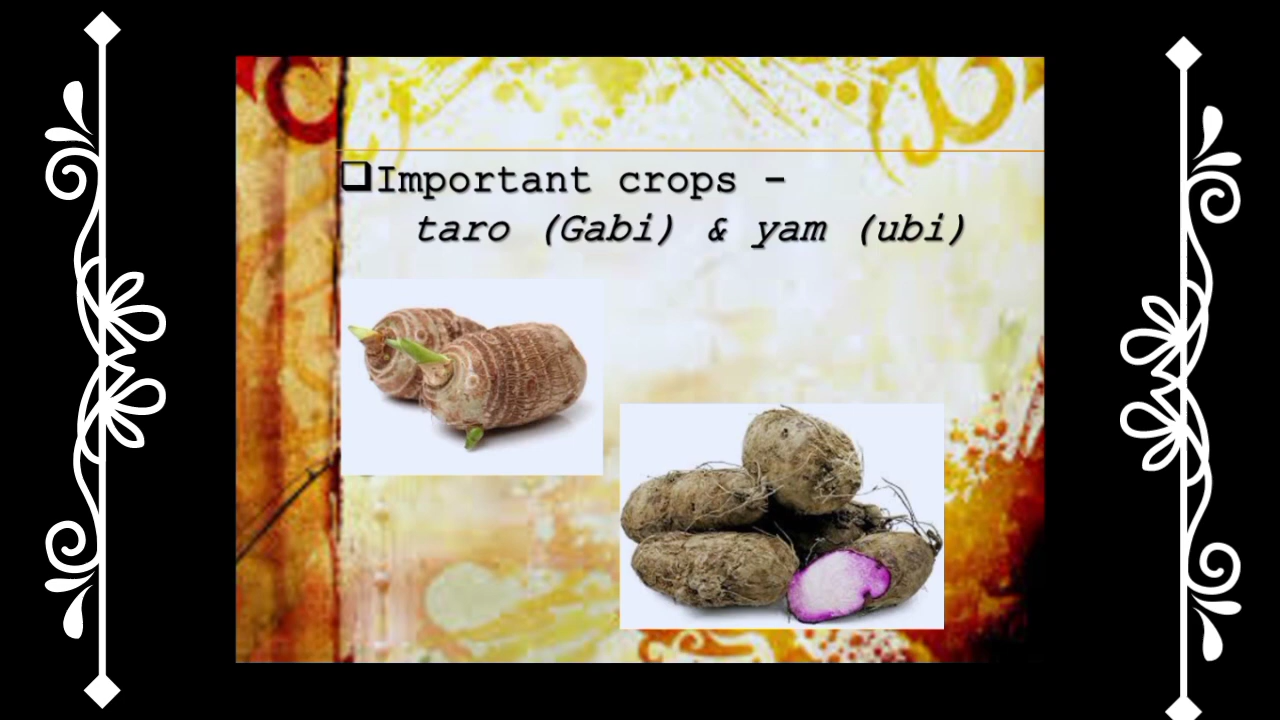 ❑Important crops –
taro (Gabi) & yam (ubi)